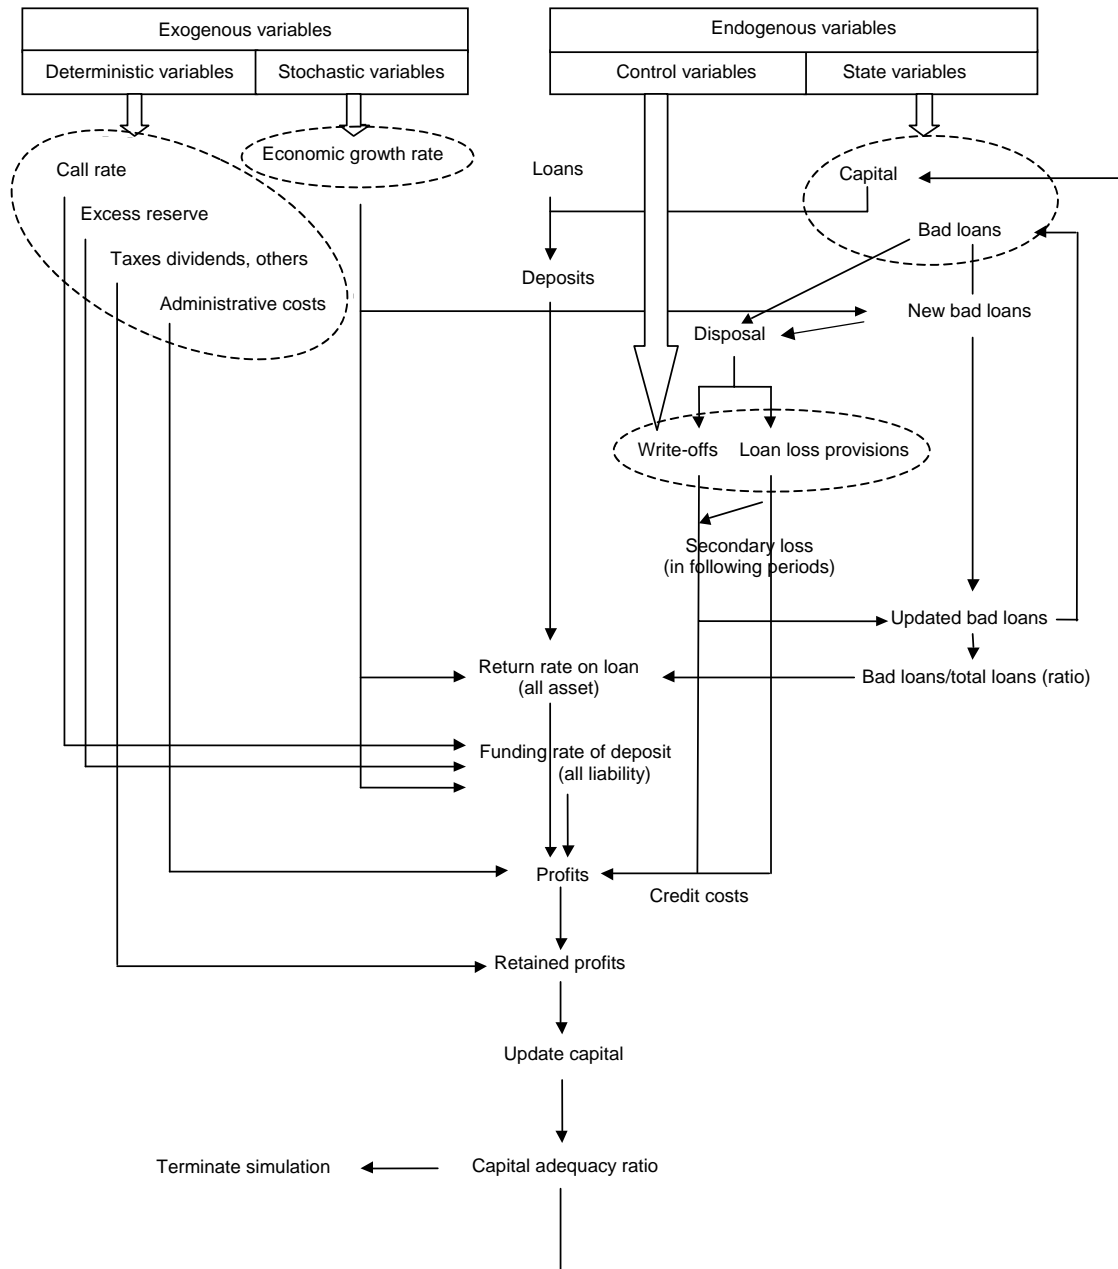 Exogenous variables
Endogenous variables
Deterministic variables
Stochastic variables
Control variables
State variables
Economic growth rate
Call rate
Loans
Capital
Excess reserve
Bad loans
Taxes dividends, others
Deposits
Administrative costs
New bad loans
Disposal
Write-offs
Loan loss provisions
Secondary loss
(in following periods)
Updated bad loans
Return rate on loan
(all asset)
Bad loans/total loans (ratio)
Funding rate of deposit
(all liability)
Profits
Credit costs
Retained profits
Update capital
Terminate simulation
Capital adequacy ratio